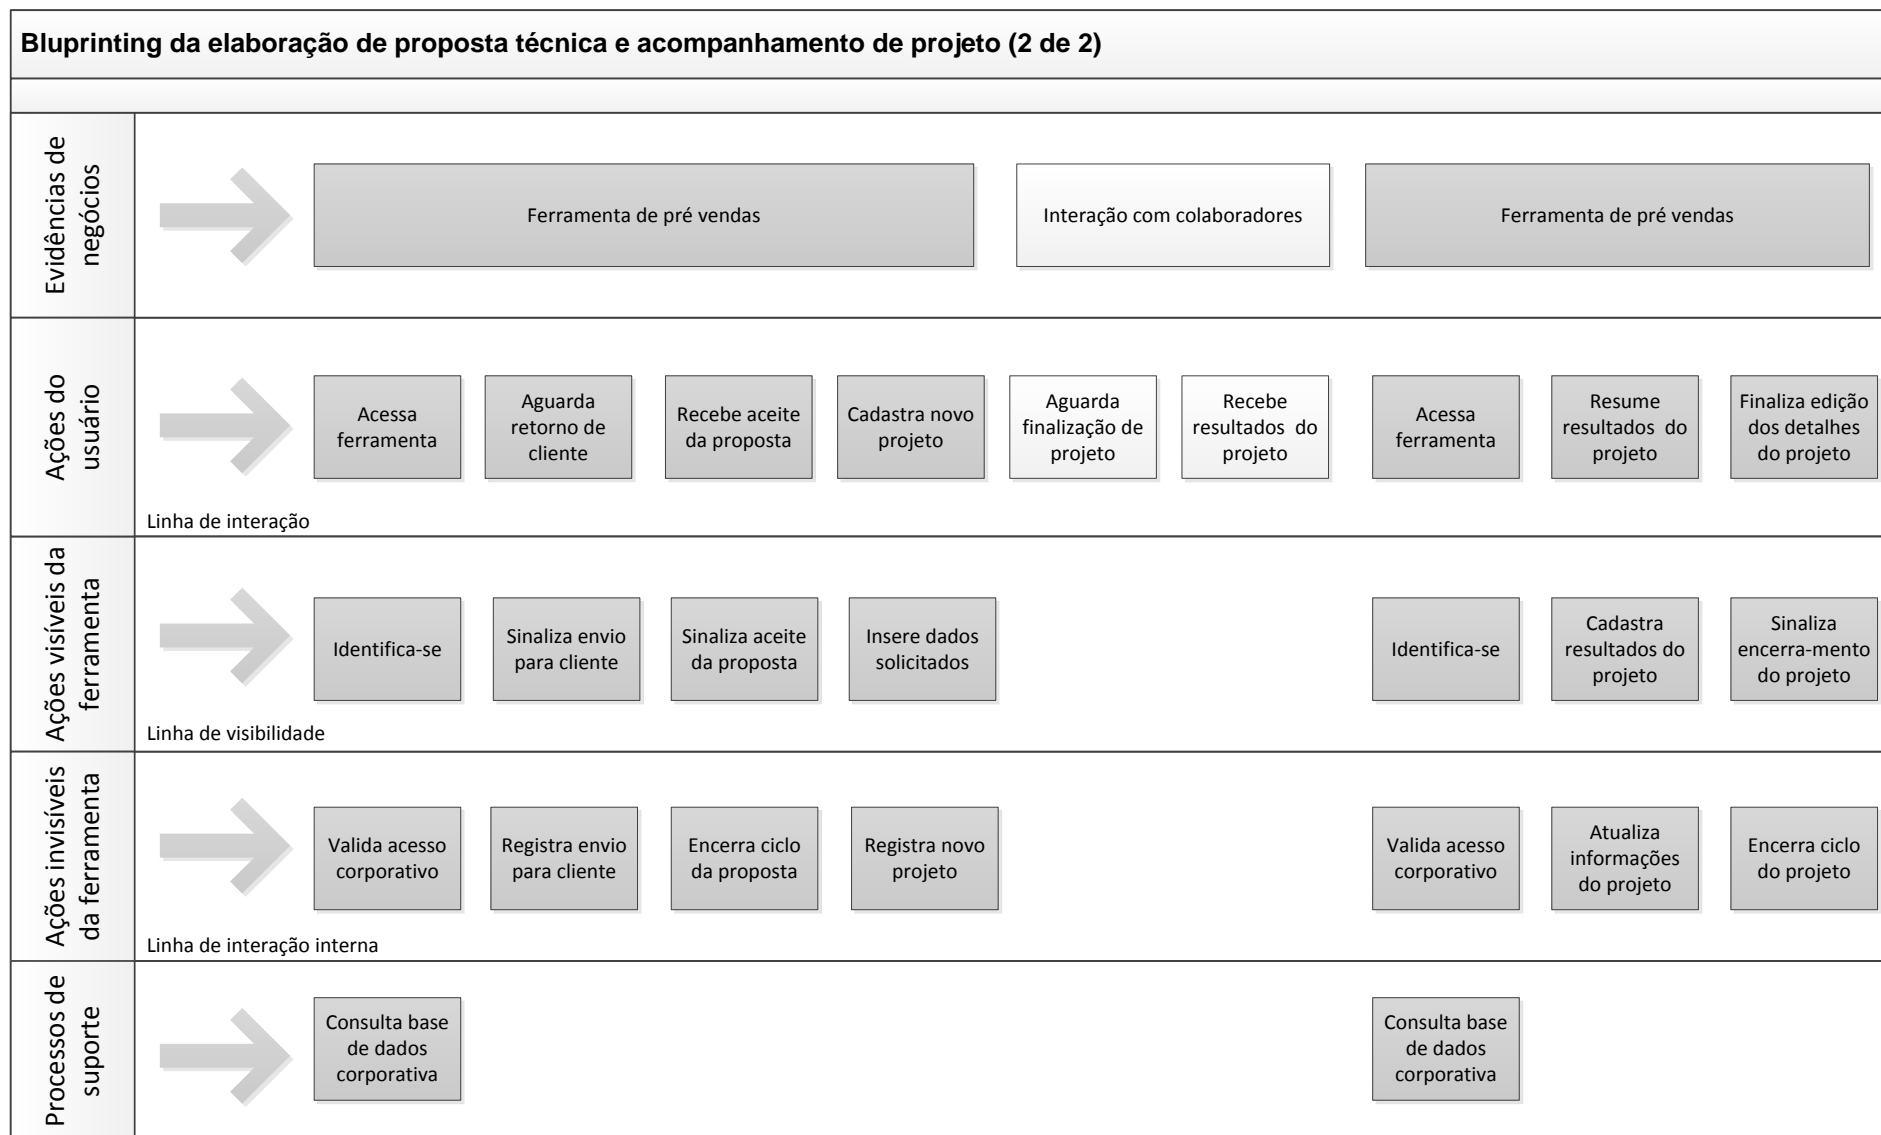 Bluprinting da elaboração de proposta técnica e acompanhamento de projeto (2 de 2)
Evidências de
negócios
Ferramenta de pré vendas
Interação com colaboradores
Ferramenta de pré vendas
Ações do
usuário
Acessa
ferramenta
Aguarda
retorno de
cliente
Recebe aceite
da proposta
Cadastra novo
projeto
Aguarda
finalização de
projeto
Recebe
resultados do
projeto
Acessa
ferramenta
Resume
resultados do
projeto
Finaliza edição
dos detalhes
do projeto
Linha de interação
Ações visíveis da
ferramenta
Identifica-se
Sinaliza envio
para cliente
Sinaliza aceite
da proposta
Insere dados
solicitados
Identifica-se
Cadastra
resultados do
projeto
Sinaliza
encerra-mento
do projeto
Linha de visibilidade
Ações invisíveis
da ferramenta
Valida acesso
corporativo
Registra envio
para cliente
Encerra ciclo
da proposta
Registra novo
projeto
Valida acesso
corporativo
Atualiza
informações
do projeto
Encerra ciclo
do projeto
Linha de interação interna
Processos de
suporte
Consulta base
de dados
corporativa
Consulta base
de dados
corporativa